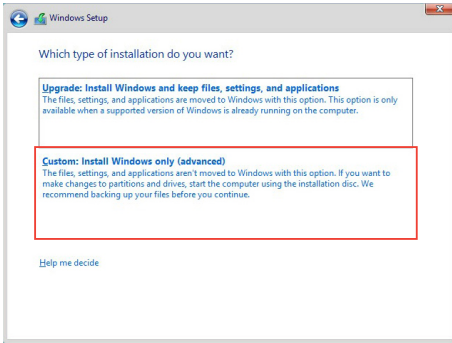 Windows Setup
Which type of installation do you want?
Upgrade: Install Windows and keep files, settings, and applications
The files, settings, and applications are moved to Windows with this option. This option is only
available when a supported version of Windows is already running on the computer.
Custom: Install Windows only (advanced)
The files, settings, and applications aren't moved to Windows with this option. If you want to
make changes to partitions and drives, start the computer using the installation disc. We
recommend backing up your files before you continue.
Help me decide